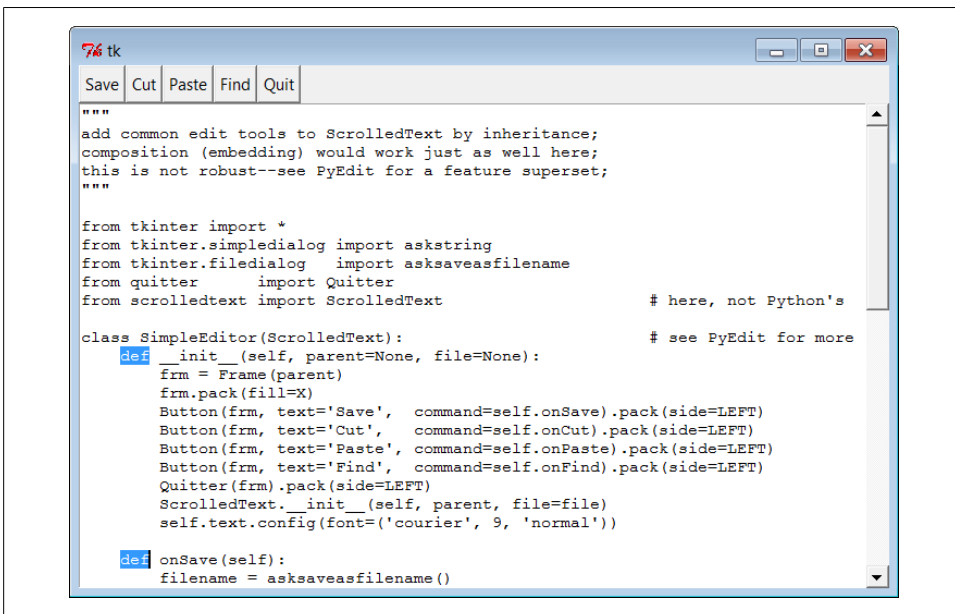 tk
Save Cut Paste Find Quit
"""
add common edit tools to ScrolledText by inheritance;
composition (embedding) would work just as well here;
this is not robust--see PyEdit for a feature superset;
"""
from tkinter import *
from tkinter.simpledialog import askstring
from tkinter.filedialog   import asksaveasfilename
from quitter      import Quitter
from scrolledtext import ScrolledText                     # here, not Python's
class SimpleEditor(ScrolledText):                         # see PyEdit for more
    def __init__(self, parent=None, file=None):
        frm = Frame(parent)
        frm.pack(fill=X)
        Button(frm, text='Save',  command=self.onSave).pack(side=LEFT)
        Button(frm, text='Cut',   command=self.onCut).pack(side=LEFT)
        Button(frm, text='Paste', command=self.onPaste).pack(side=LEFT)
        Button(frm, text='Find',  command=self.onFind).pack(side=LEFT)
        Quitter(frm).pack(side=LEFT)
        ScrolledText.__init__(self, parent, file=file)
        self.text.config(font=('courier', 9, 'normal'))
    def onSave(self):
        filename = asksaveasfilename()